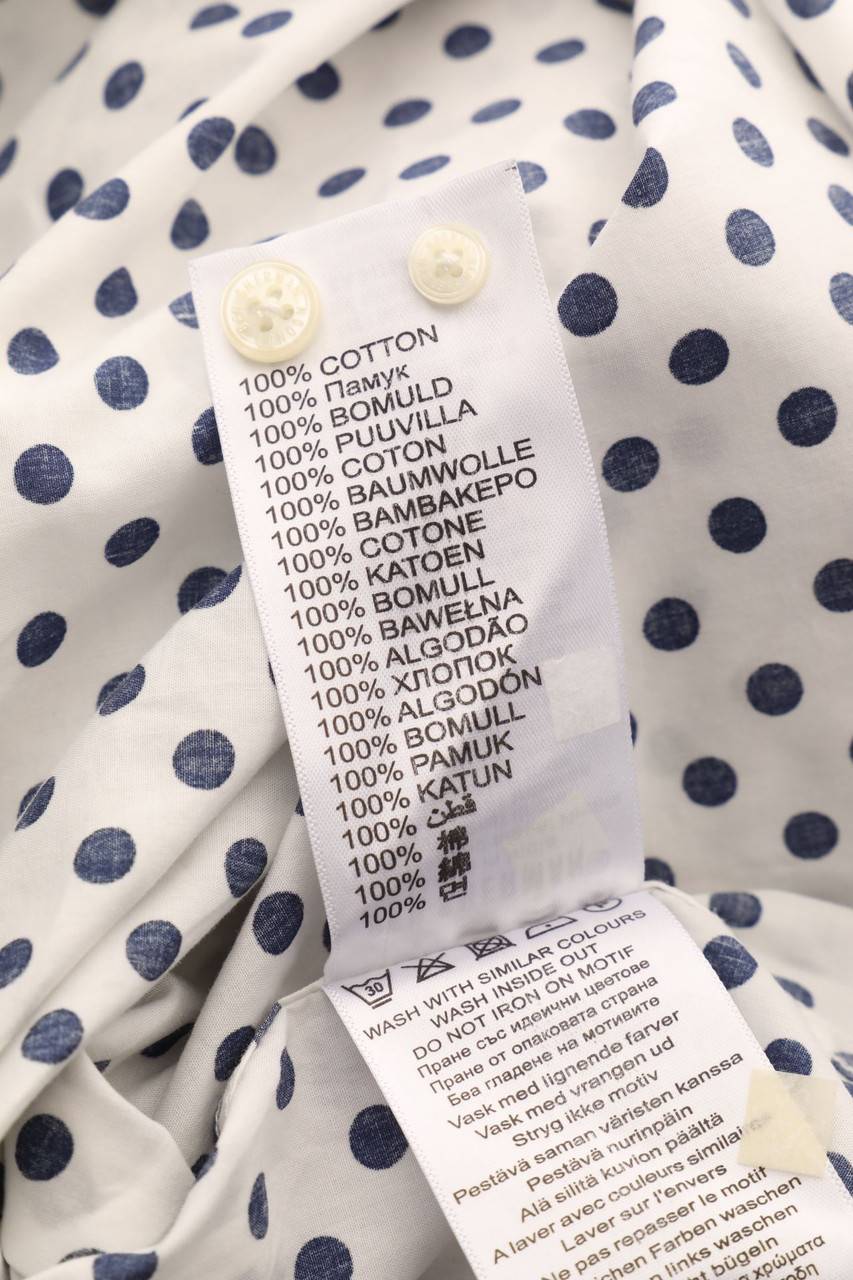 100% COTTON
100% Памук
100% BOMULD
100% PUUVILLA
100% COTON
100% BAUMWOLLE
100% ΒΑΜΒΑΚΕΡΟ
100% COTONE
100% KATOEN
100% BOMULL
100% BAWEŁNA
100% ALGODÃO
100% ХЛОПОК
100% ALGODÓN
100% BOMULL
100% PAMUK
100% KATUN
100% قطن
100% 棉
100% 綿
100% 면
30
WASH WITH SIMILAR COLOURS
WASH INSIDE OUT
DO NOT IRON ON MOTIF
Пране със идеични цветове
Пране от опаковата страна
Без гладене на мотивите
Vask med lignende farver
Vask med vrangen ud
Stryg ikke motiv
Pestävä saman väristen kanssa
Pestävä nurinpäin
Älä silitä kuvion päältä
A laver avec couleurs similaires
Laver sur l'envers
Ne pas repasser le motif
Farben waschen
links waschen
bügeln
χρώματα